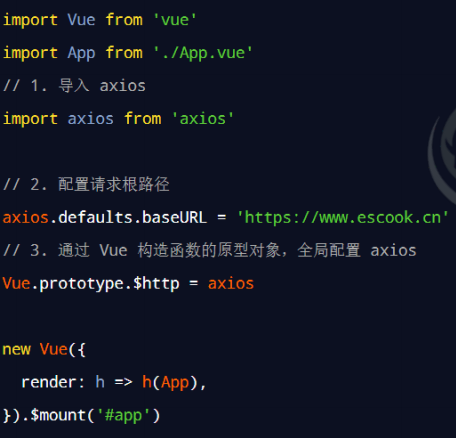 import Vue from 'vue'
import App from './App.vue'
// 1. 导入 axios
import axios from 'axios'
// 2. 配置请求根路径
axios.defaults.baseURL = 'https://www.escook.cn'
// 3. 通过 Vue 构造函数的原型对象，全局配置 axios
Vue.prototype.$http = axios
new Vue({
  render: h => h(App),
}).$mount('#app')